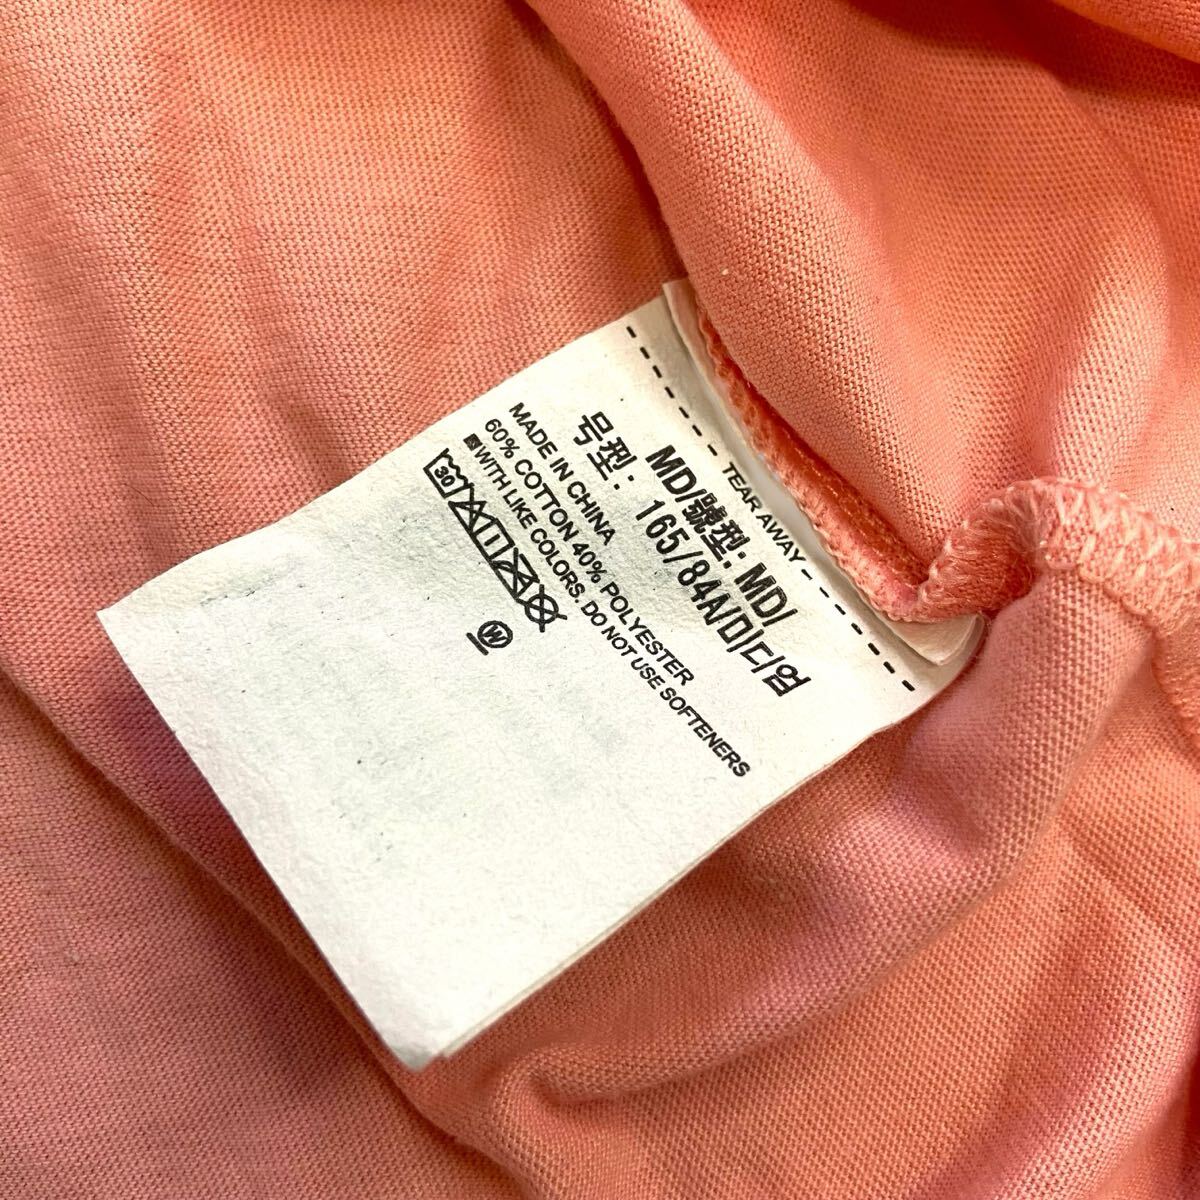 - - - - - TEAR AWAY - - - - -
MD/號型: MD/
号型: 165/84A/미디엄
MADE IN CHINA
60% COTTON 40% POLYESTER
WITH LIKE COLORS. DO NOT USE SOFTENERS
30
W